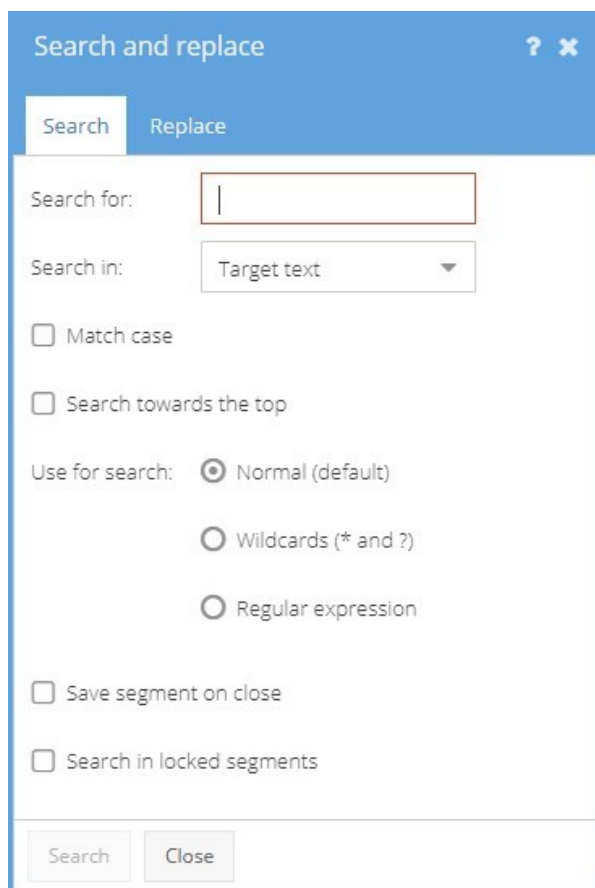 Search and replace ?
Search Replace
Search for:
Search in: Target text
Match case
Search towards the top
Use for search: Normal (default)
Wildcards (* and ?)
Regular expression
Save segment on close
Search in locked segments
Search Close